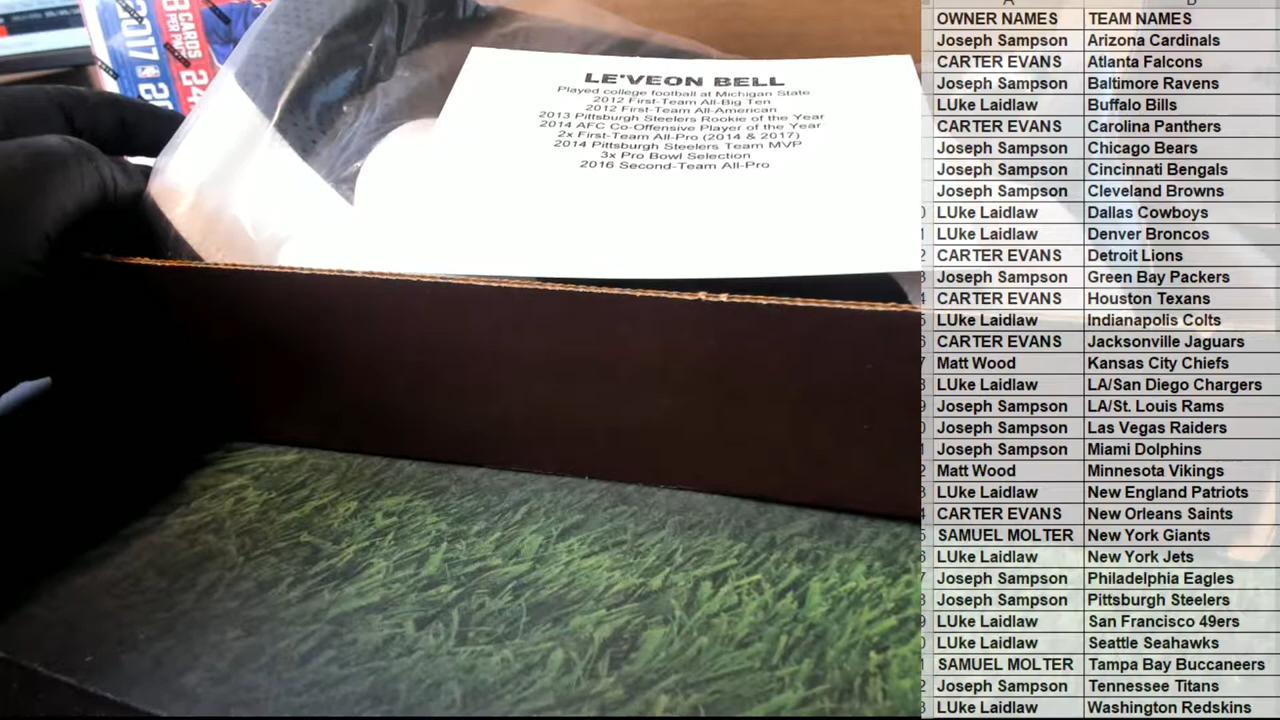 2017
CARDS
PER PACK
24
LE'VEON BELL
Played college football at Michigan State
2012 First-Team All-Big Ten
2012 First-Team All-American
2013 Pittsburgh Steelers Rookie of the Year
2014 AFC Co-Offensive Player of the Year
2x First-Team All-Pro (2014 & 2017)
2014 Pittsburgh Steelers Team MVP
3x Pro Bowl Selection
2016 Second-Team All-Pro
OWNER NAMES TEAM NAMES
Joseph Sampson Arizona Cardinals
CARTER EVANS Atlanta Falcons
Joseph Sampson Baltimore Ravens
LUke Laidlaw Buffalo Bills
CARTER EVANS Carolina Panthers
Joseph Sampson Chicago Bears
Joseph Sampson Cincinnati Bengals
Joseph Sampson Cleveland Browns
LUke Laidlaw Dallas Cowboys
LUke Laidlaw Denver Broncos
CARTER EVANS Detroit Lions
Joseph Sampson Green Bay Packers
CARTER EVANS Houston Texans
LUke Laidlaw Indianapolis Colts
CARTER EVANS Jacksonville Jaguars
Matt Wood Kansas City Chiefs
LUke Laidlaw LA/San Diego Chargers
Joseph Sampson LA/St. Louis Rams
Joseph Sampson Las Vegas Raiders
Joseph Sampson Miami Dolphins
Matt Wood Minnesota Vikings
LUke Laidlaw New England Patriots
CARTER EVANS New Orleans Saints
SAMUEL MOLTER New York Giants
LUke Laidlaw New York Jets
Joseph Sampson Philadelphia Eagles
Joseph Sampson Pittsburgh Steelers
LUke Laidlaw San Francisco 49ers
LUke Laidlaw Seattle Seahawks
SAMUEL MOLTER Tampa Bay Buccaneers
Joseph Sampson Tennessee Titans
LUke Laidlaw Washington Redskins